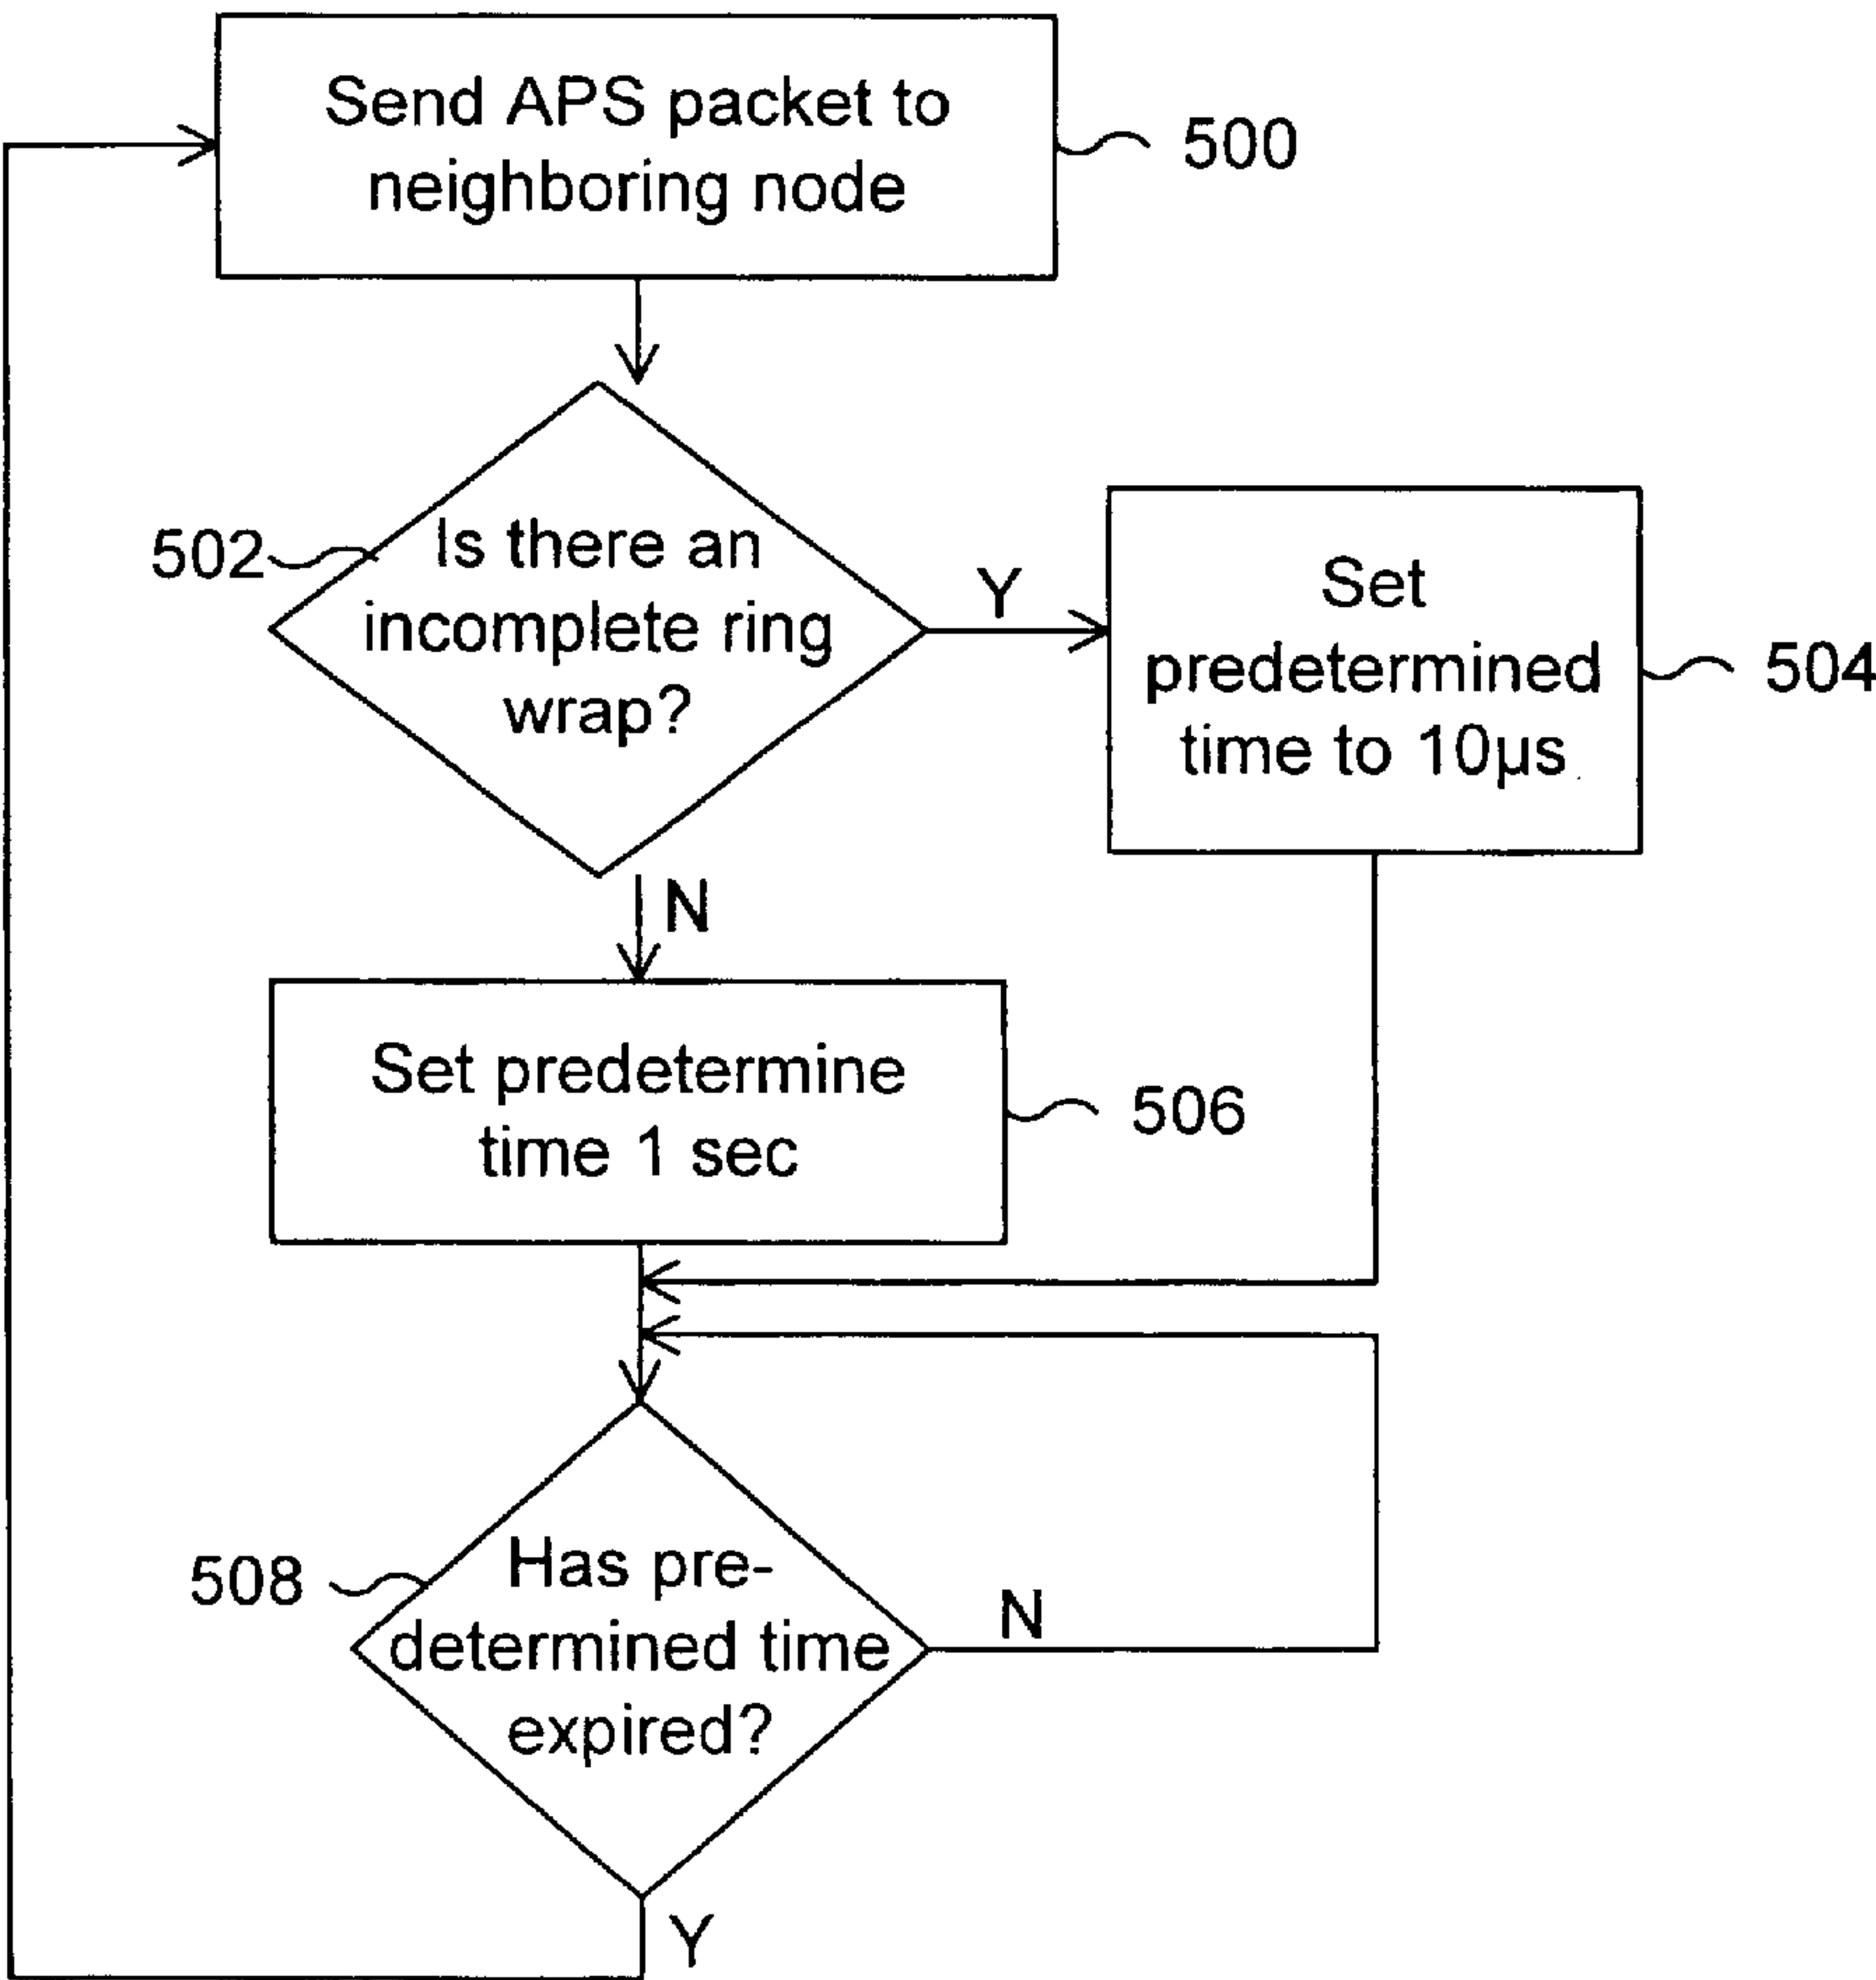 Send APS packet to
neighboring node
500
502
Is there an
incomplete ring
wrap?
Y
Set
predetermined
time to 10µs
504
N
Set predetermine
time 1 sec
506
508
Has pre-
determined time
expired?
N
Y